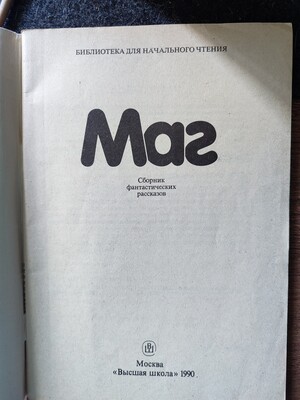 БИБЛИОТЕКА ДЛЯ НАЧАЛЬНОГО ЧТЕНИЯ
Маг
Сборник
фантастических
рассказов
Москва
«Высшая школа» 1990